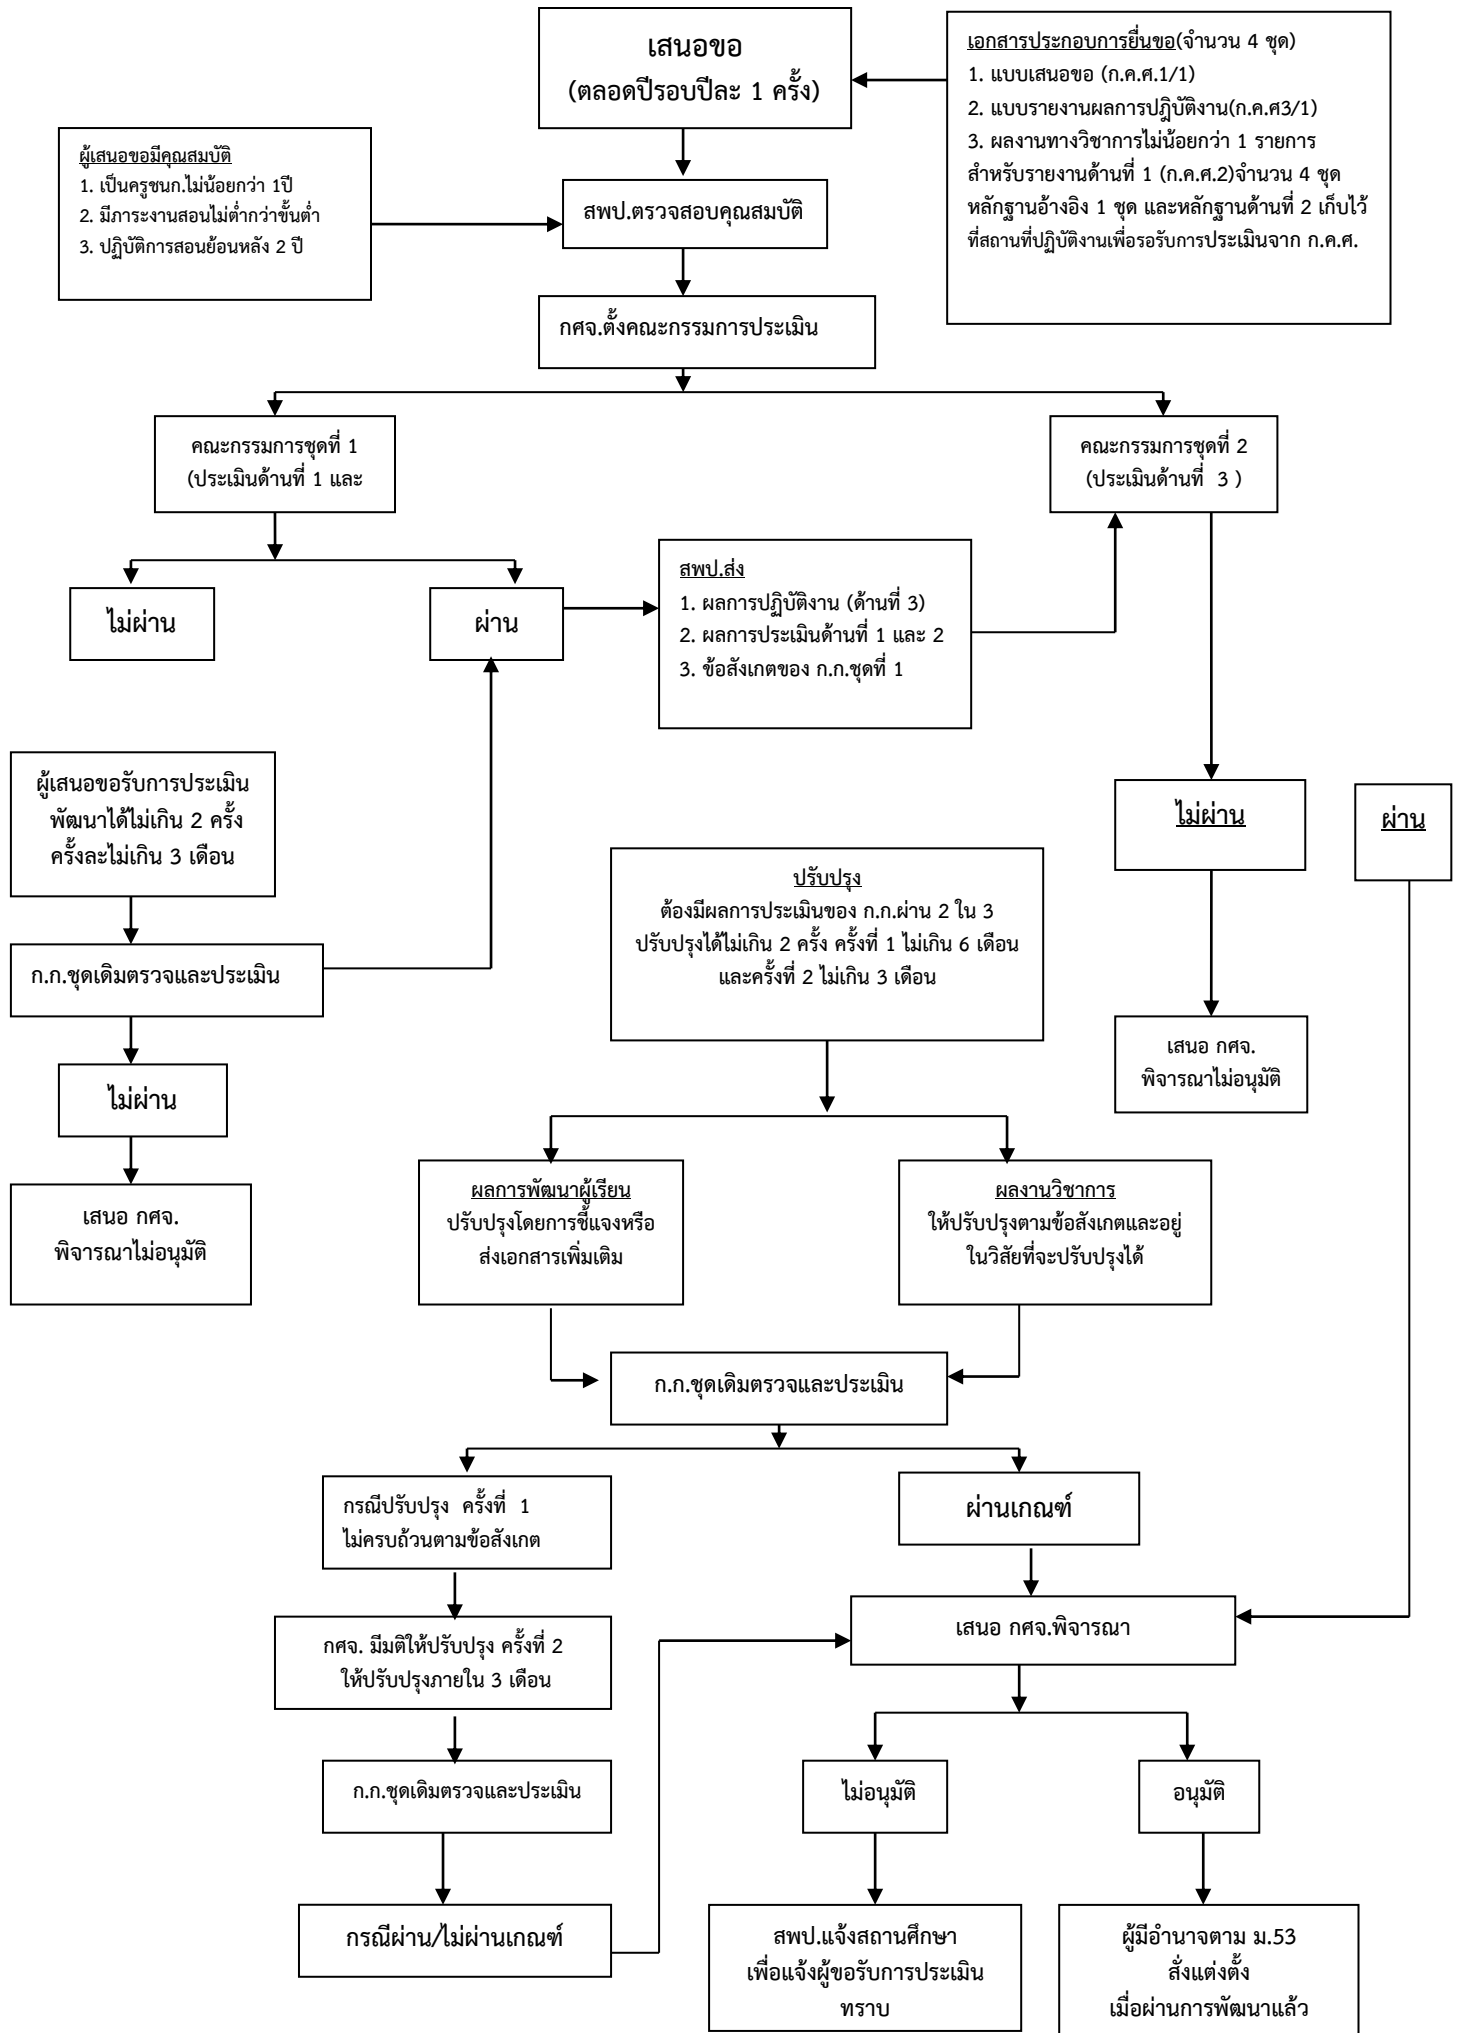 เสนอขอ
(ตลอดปีรอบปีละ 1 ครั้ง)
เอกสารประกอบการยื่นขอ(จำนวน 4 ชุด)
1. แบบเสนอขอ (ก.ค.ศ.1/1)
2. แบบรายงานผลการปฎิบัติงาน(ก.ค.ศ3/1)
3. ผลงานทางวิชาการไม่น้อยกว่า 1 รายการ
สำหรับรายงานด้านที่ 1 (ก.ค.ศ.2)จำนวน 4 ชุด
หลักฐานอ้างอิง 1 ชุด และหลักฐานด้านที่ 2 เก็บไว้
ที่สถานที่ปฏิบัติงานเพื่อรอรับการประเมินจาก ก.ค.ศ.
ผู้เสนอขอมีคุณสมบัติ
1. เป็นครูชนก.ไม่น้อยกว่า 1ปี
2. มีภาระงานสอนไม่ต่ำกว่าขั้นต่ำ
3. ปฏิบัติการสอนย้อนหลัง 2 ปี
สพป.ตรวจสอบคุณสมบัติ
กศจ.ตั้งคณะกรรมการประเมิน
คณะกรรมการชุดที่ 1
(ประเมินด้านที่ 1 และ
คณะกรรมการชุดที่ 2
(ประเมินด้านที่ 3 )
ไม่ผ่าน
ผ่าน
สพป.ส่ง
1. ผลการปฏิบัติงาน (ด้านที่ 3)
2. ผลการประเมินด้านที่ 1 และ 2
3. ข้อสังเกตของ ก.ก.ชุดที่ 1
ผู้เสนอขอรับการประเมิน
พัฒนาได้ไม่เกิน 2 ครั้ง
ครั้งละไม่เกิน 3 เดือน
ไม่ผ่าน
ผ่าน
ปรับปรุง
ต้องมีผลการประเมินของ ก.ก.ผ่าน 2 ใน 3
ปรับปรุงได้ไม่เกิน 2 ครั้ง ครั้งที่ 1 ไม่เกิน 6 เดือน
และครั้งที่ 2 ไม่เกิน 3 เดือน
ก.ก.ชุดเดิมตรวจและประเมิน
เสนอ กศจ.
พิจารณาไม่อนุมัติ
ไม่ผ่าน
เสนอ กศจ.
พิจารณาไม่อนุมัติ
ผลการพัฒนาผู้เรียน
ปรับปรุงโดยการชี้แจงหรือ
ส่งเอกสารเพิ่มเติม
ผลงานวิชาการ
ให้ปรับปรุงตามข้อสังเกตและอยู่
ในวิสัยที่จะปรับปรุงได้
ก.ก.ชุดเดิมตรวจและประเมิน
กรณีปรับปรุง ครั้งที่ 1
ไม่ครบถ้วนตามข้อสังเกต
ผ่านเกณฑ์
กศจ. มีมติให้ปรับปรุง ครั้งที่ 2
ให้ปรับปรุงภายใน 3 เดือน
เสนอ กศจ.พิจารณา
ก.ก.ชุดเดิมตรวจและประเมิน
ไม่อนุมัติ
อนุมัติ
กรณีผ่าน/ไม่ผ่านเกณฑ์
สพป.แจ้งสถานศึกษา
เพื่อแจ้งผู้ขอรับการประเมิน
ทราบ
ผู้มีอำนาจตาม ม.53
สั่งแต่งตั้ง
เมื่อผ่านการพัฒนาแล้ว